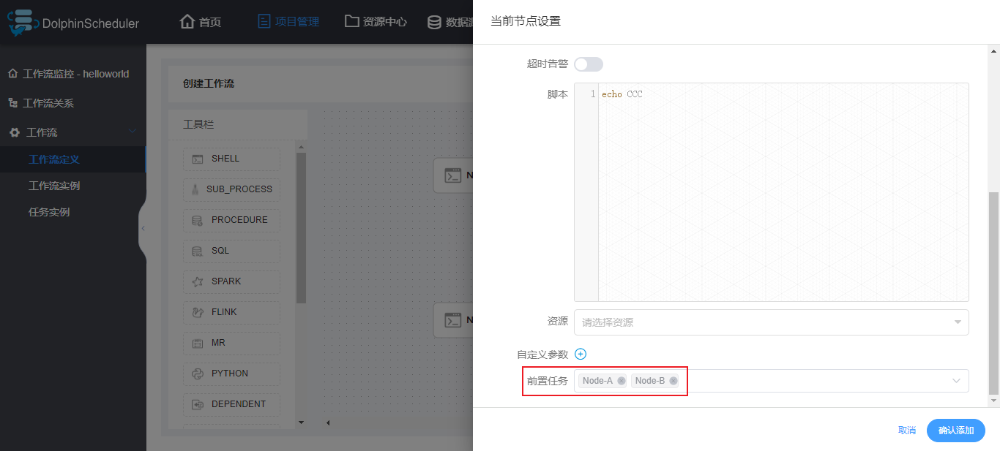 DolphinScheduler
首页
项目管理
资源中心
数据源
工作流监控 - helloworld
工作流关系
工作流
工作流定义
工作流实例
任务实例
创建工作流
工具栏
SHELL
SUB_PROCESS
PROCEDURE
SQL
SPARK
FLINK
MR
PYTHON
DEPENDENT
N
N
当前节点设置
超时告警
脚本
1 echo CCC
资源
请选择资源
自定义参数
前置任务 Node-A Node-B
取消
确认添加